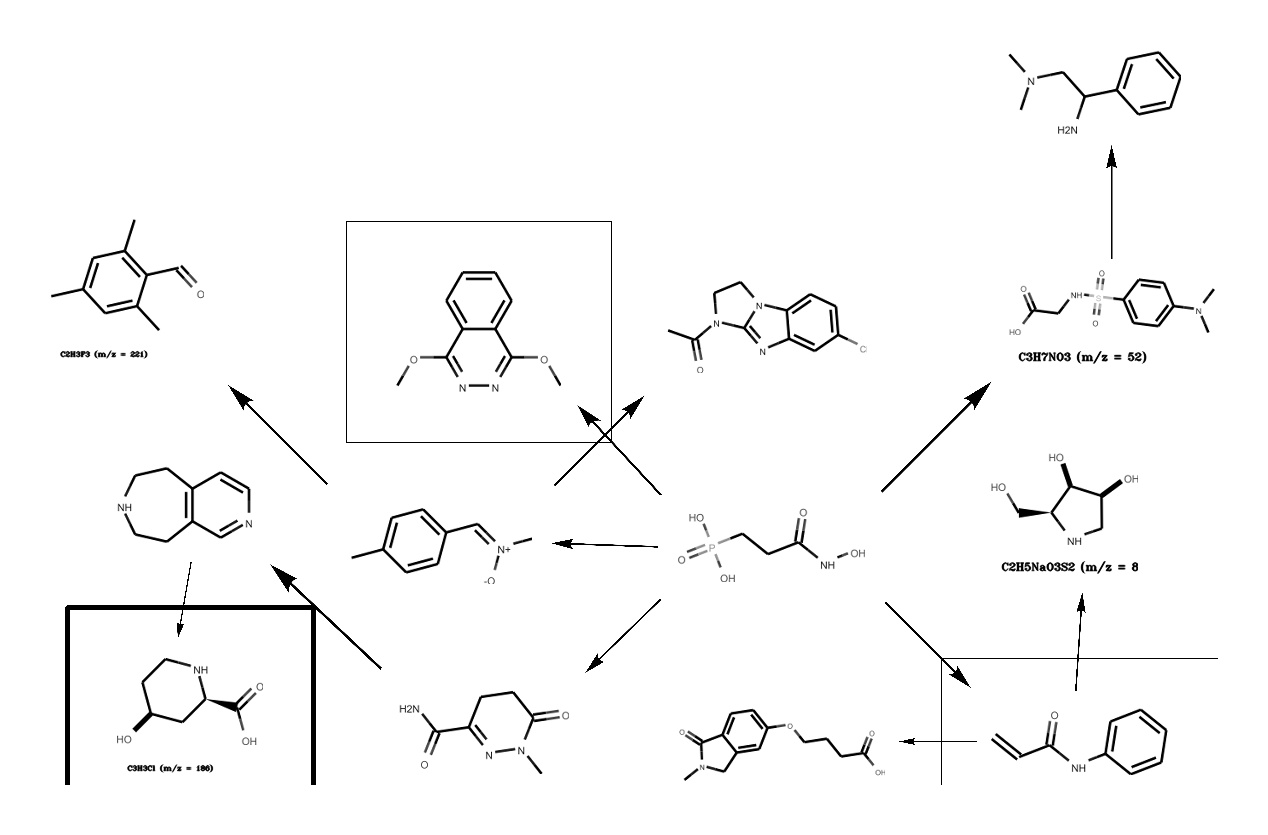 N
H2N
O
C2H3F3 (m/z = 221)
O
O
N
N
N
N
N
O
Cl
O
NH
S
O
O
HO
N
C3H7NO3 (m/z = 52)
NH
N
N+
-O
HO
O
P
OH
O
NH
OH
HO
HO
OH
NH
C2H5NaO3S2 (m/z = 8
NH
O
HO
OH
C3H3Cl (m/z = 186)
H2N
O
N
N
O
O
N
O
O
OH
O
NH